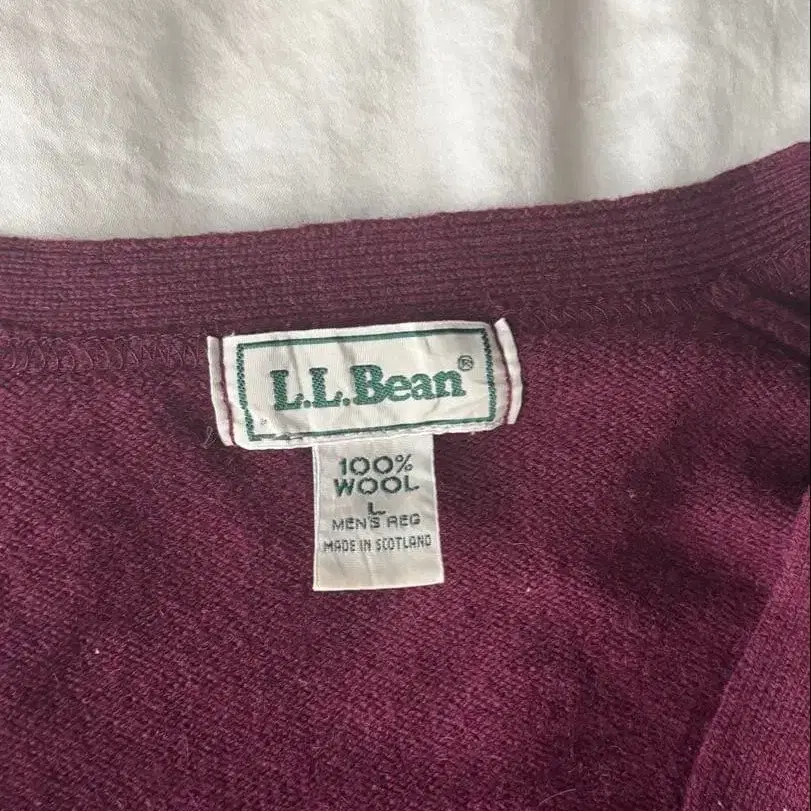 L.L.Bean®
100%
WOOL
L
MEN'S REG
MADE IN SCOTLAND